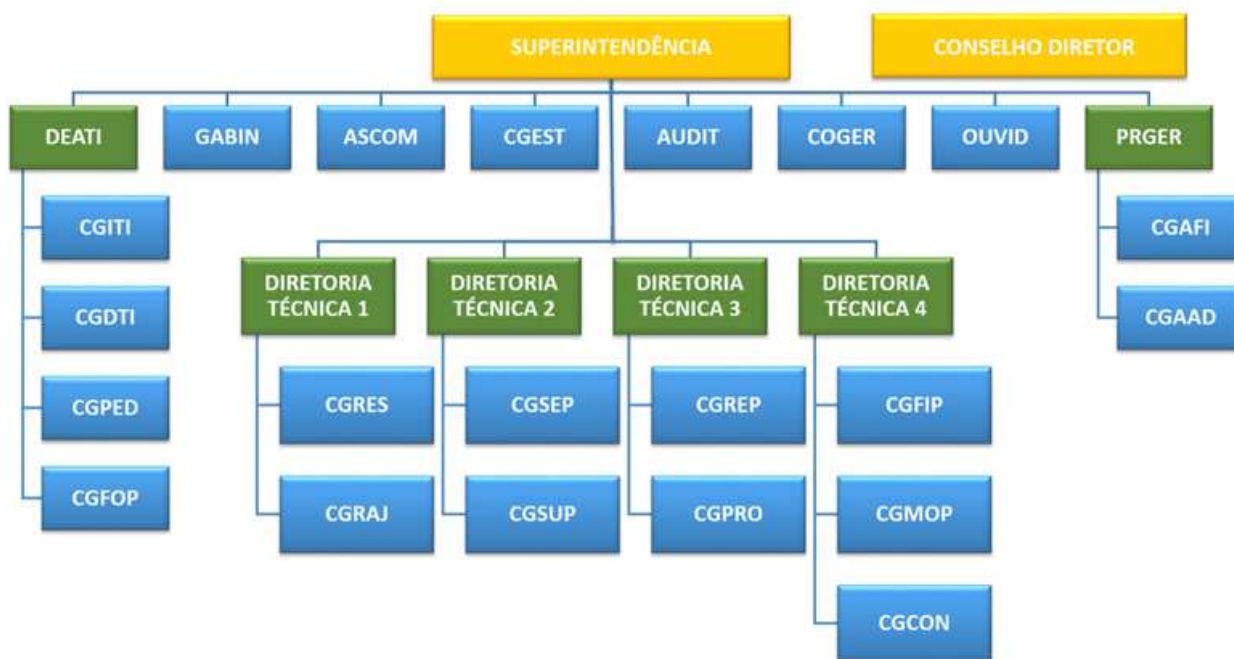 SUPERINTENDÊNCIA
CONSELHO DIRETOR
DEATI
GABIN
ASCOM
CGEST
AUDIT
COGER
OUVID
PRGER
CGITI
CGDTI
CGPED
CGFOP
DIRETORIA
TÉCNICA 1
CGRES
CGRAJ
DIRETORIA
TÉCNICA 2
CGSEP
CGSUP
DIRETORIA
TÉCNICA 3
CGREP
CGPRO
DIRETORIA
TÉCNICA 4
CGFIP
CGMOP
CGCON
CGAFI
CGAAD